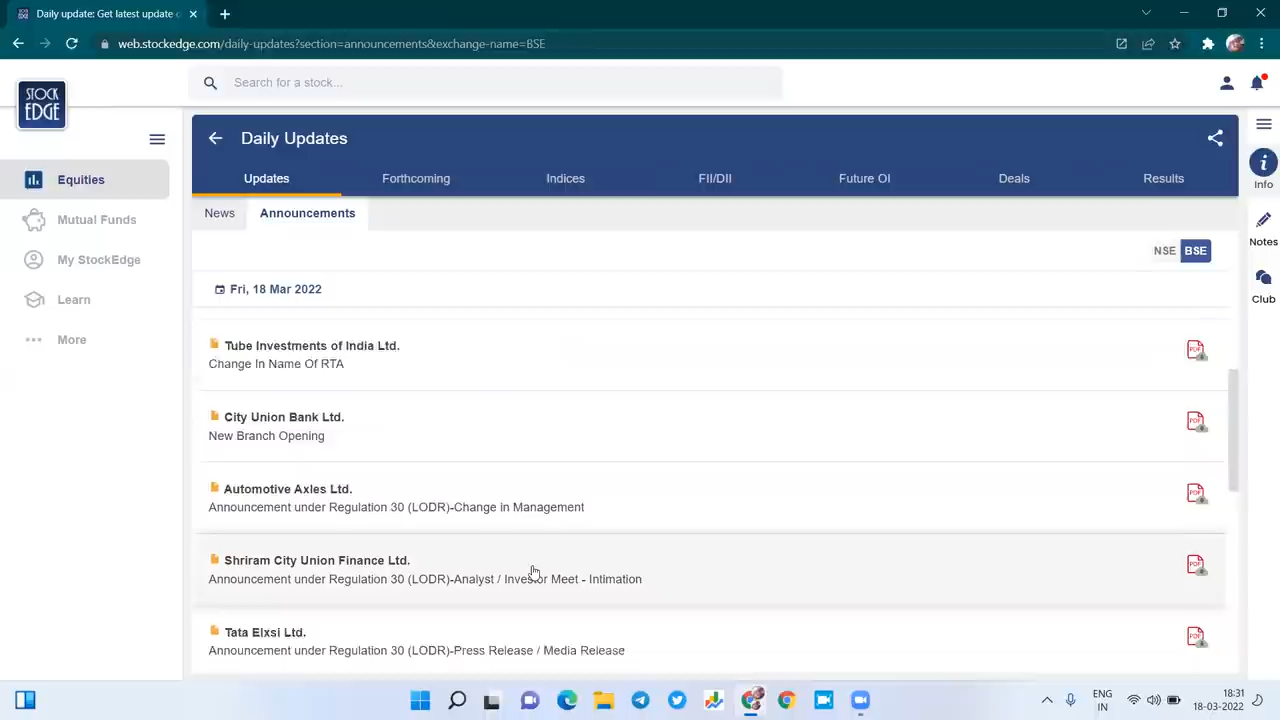 Daily update: Get latest update o
web.stockedge.com/daily-updates?section=announcements&exchange-name=BSE
STOCK
EDGE
Search for a stock...
Daily Updates
Updates
Forthcoming
Indices
FII/DII
Future OI
Deals
Results
Info
Equities
News
Announcements
Mutual Funds
Notes
NSE
BSE
My StockEdge
Fri, 18 Mar 2022
Club
Learn
More
Tube Investments of India Ltd.
Change In Name Of RTA
PDF
City Union Bank Ltd.
New Branch Opening
PDF
Automotive Axles Ltd.
Announcement under Regulation 30 (LODR)-Change in Management
PDF
Shriram City Union Finance Ltd.
Announcement under Regulation 30 (LODR)-Analyst / Investor Meet - Intimation
PDF
Tata Elxsi Ltd.
Announcement under Regulation 30 (LODR)-Press Release / Media Release
PDF
ENG
IN
18:31
18-03-2022